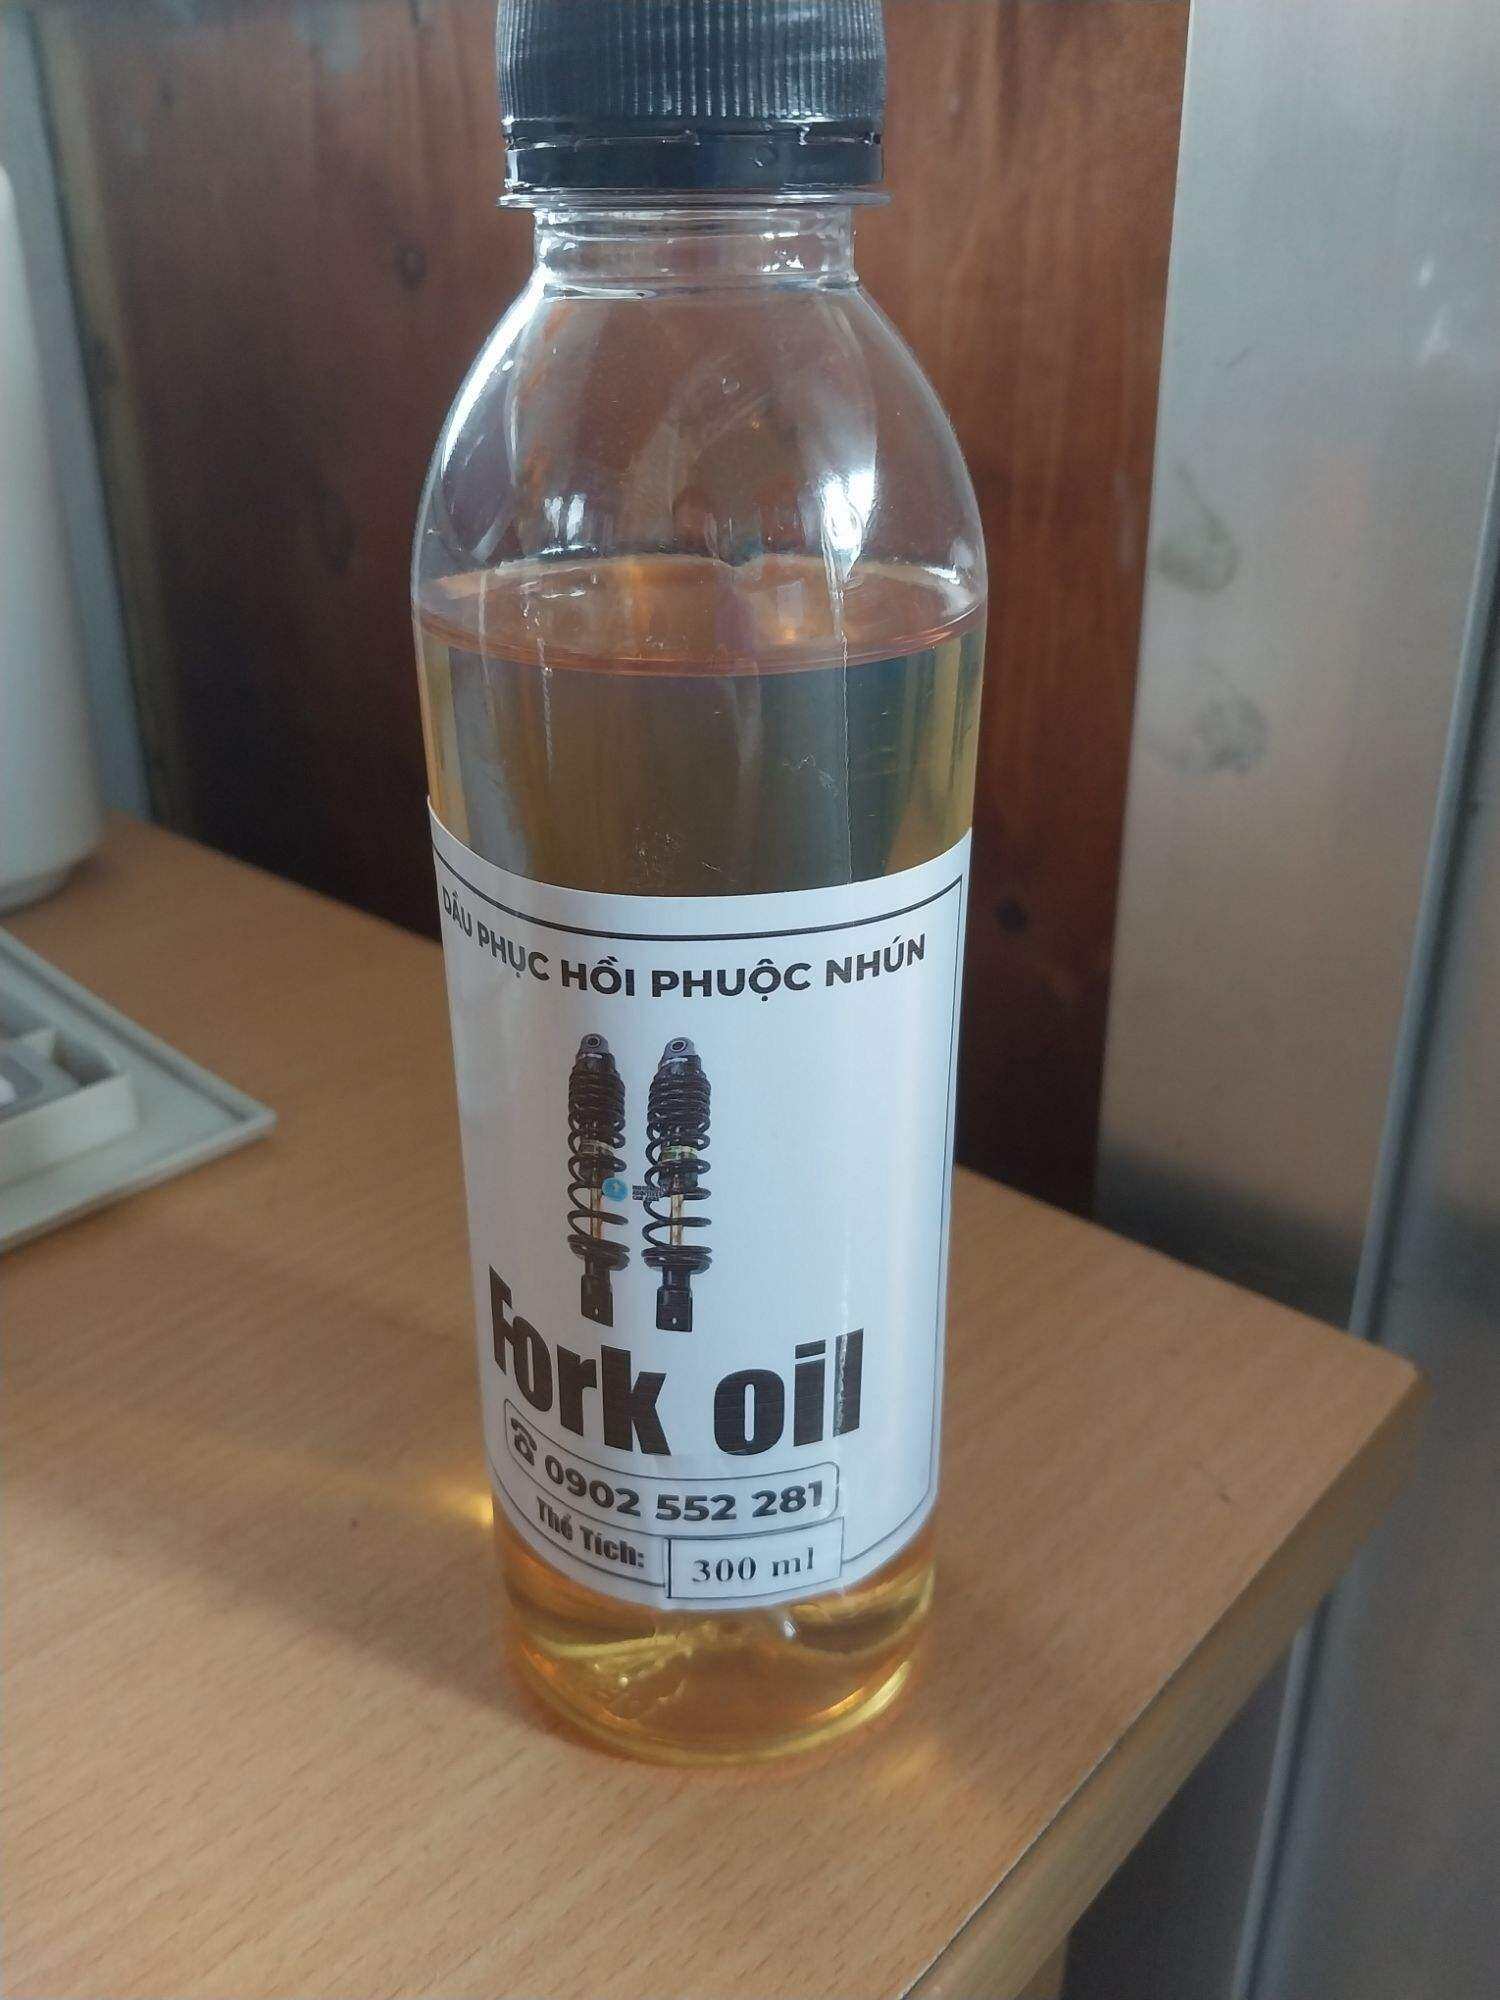 DẦU PHỤC HỒI PHUỘC NHÚN
Fork oil
0902 552 281
Thể Tích: 300 ml